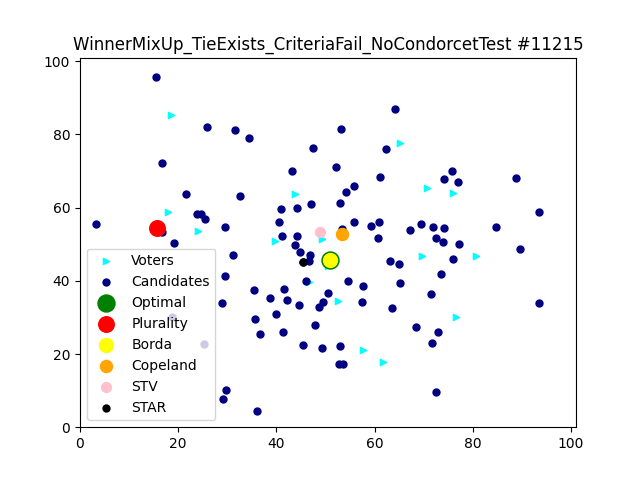 WinnerMixUp_TieExists_CriteriaFail_NoCondorcetTest #11215
100
80
60
40
20
0
Voters
Candidates
Optimal
Plurality
Borda
Copeland
STV
STAR
0 20 40 60 80 100